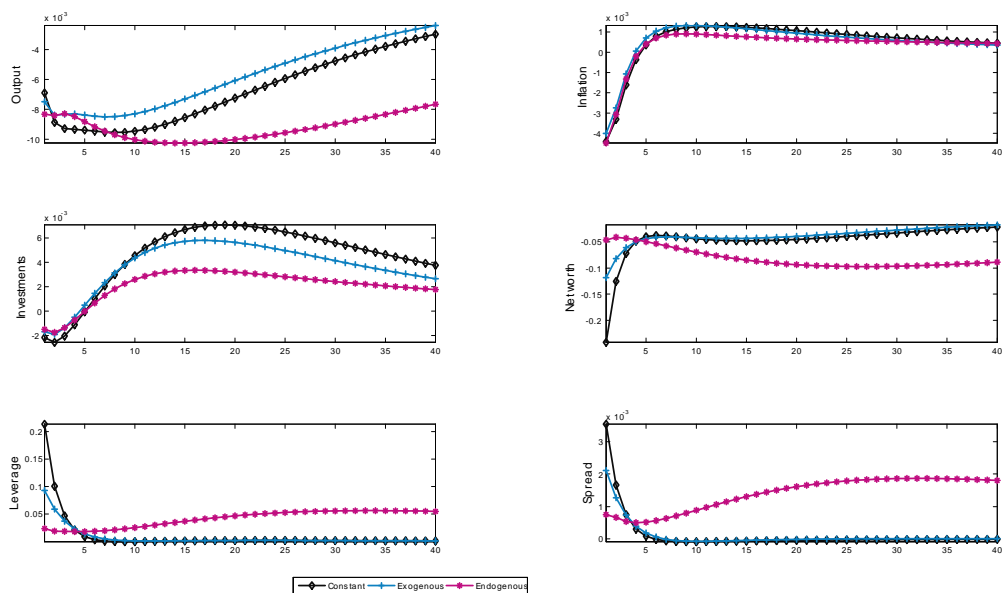 x 10⁻³
Output
-4
-6
-8
-10
5 10 15 20 25 30 35 40
x 10⁻³
Inflation
1
0
-1
-2
-3
-4
5 10 15 20 25 30 35 40
x 10⁻³
Investments
6
4
2
0
-2
5 10 15 20 25 30 35 40
Networth
-0.05
-0.1
-0.15
-0.2
5 10 15 20 25 30 35 40
Leverage
0.2
0.15
0.1
0.05
5 10 15 20 25 30 35 40
x 10⁻³
Spread
3
2
1
0
5 10 15 20 25 30 35 40
Constant Exogenous Endogenous